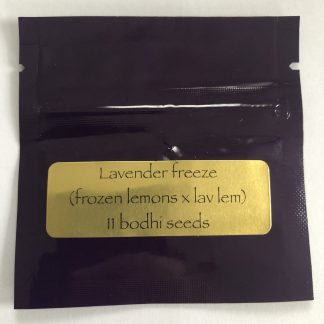 Lavender freeze
(frozen lemons x lav lem)
11 bodhi seeds